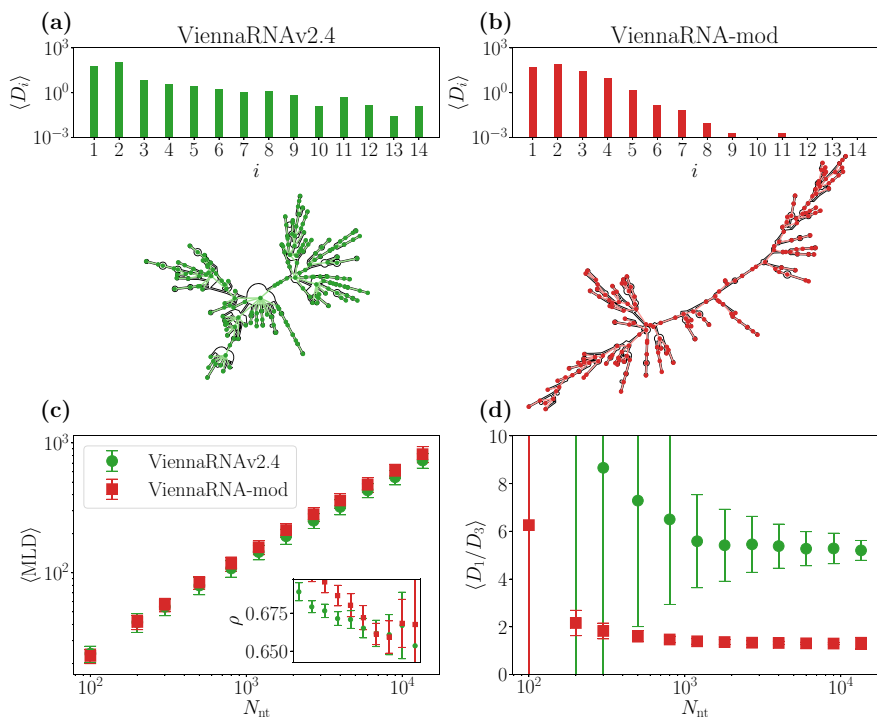 (a)
ViennaRNAv2.4
⟨D_i⟩
10^3
10^0
10^−3
1 2 3 4 5 6 7 8 9 10 11 12 13 14
i
(b)
ViennaRNA-mod
⟨D_i⟩
10^3
10^0
10^−3
1 2 3 4 5 6 7 8 9 10 11 12 13 14
i
(c)
⟨MLD⟩
10^3
10^2
ViennaRNAv2.4
ViennaRNA-mod
ρ
0.675
0.650
10^2 10^3 10^4
N_nt
(d)
⟨D_1/D_3⟩
10
8
6
4
2
0
10^2 10^3 10^4
N_nt